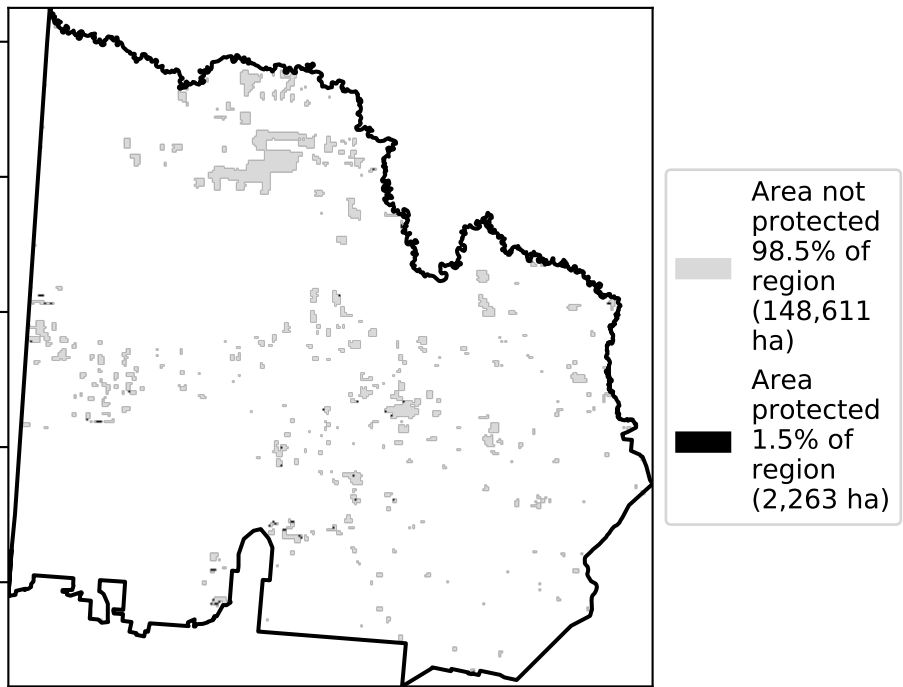 Area not
protected
98.5% of
region
(148,611
ha)
Area
protected
1.5% of
region
(2,263 ha)